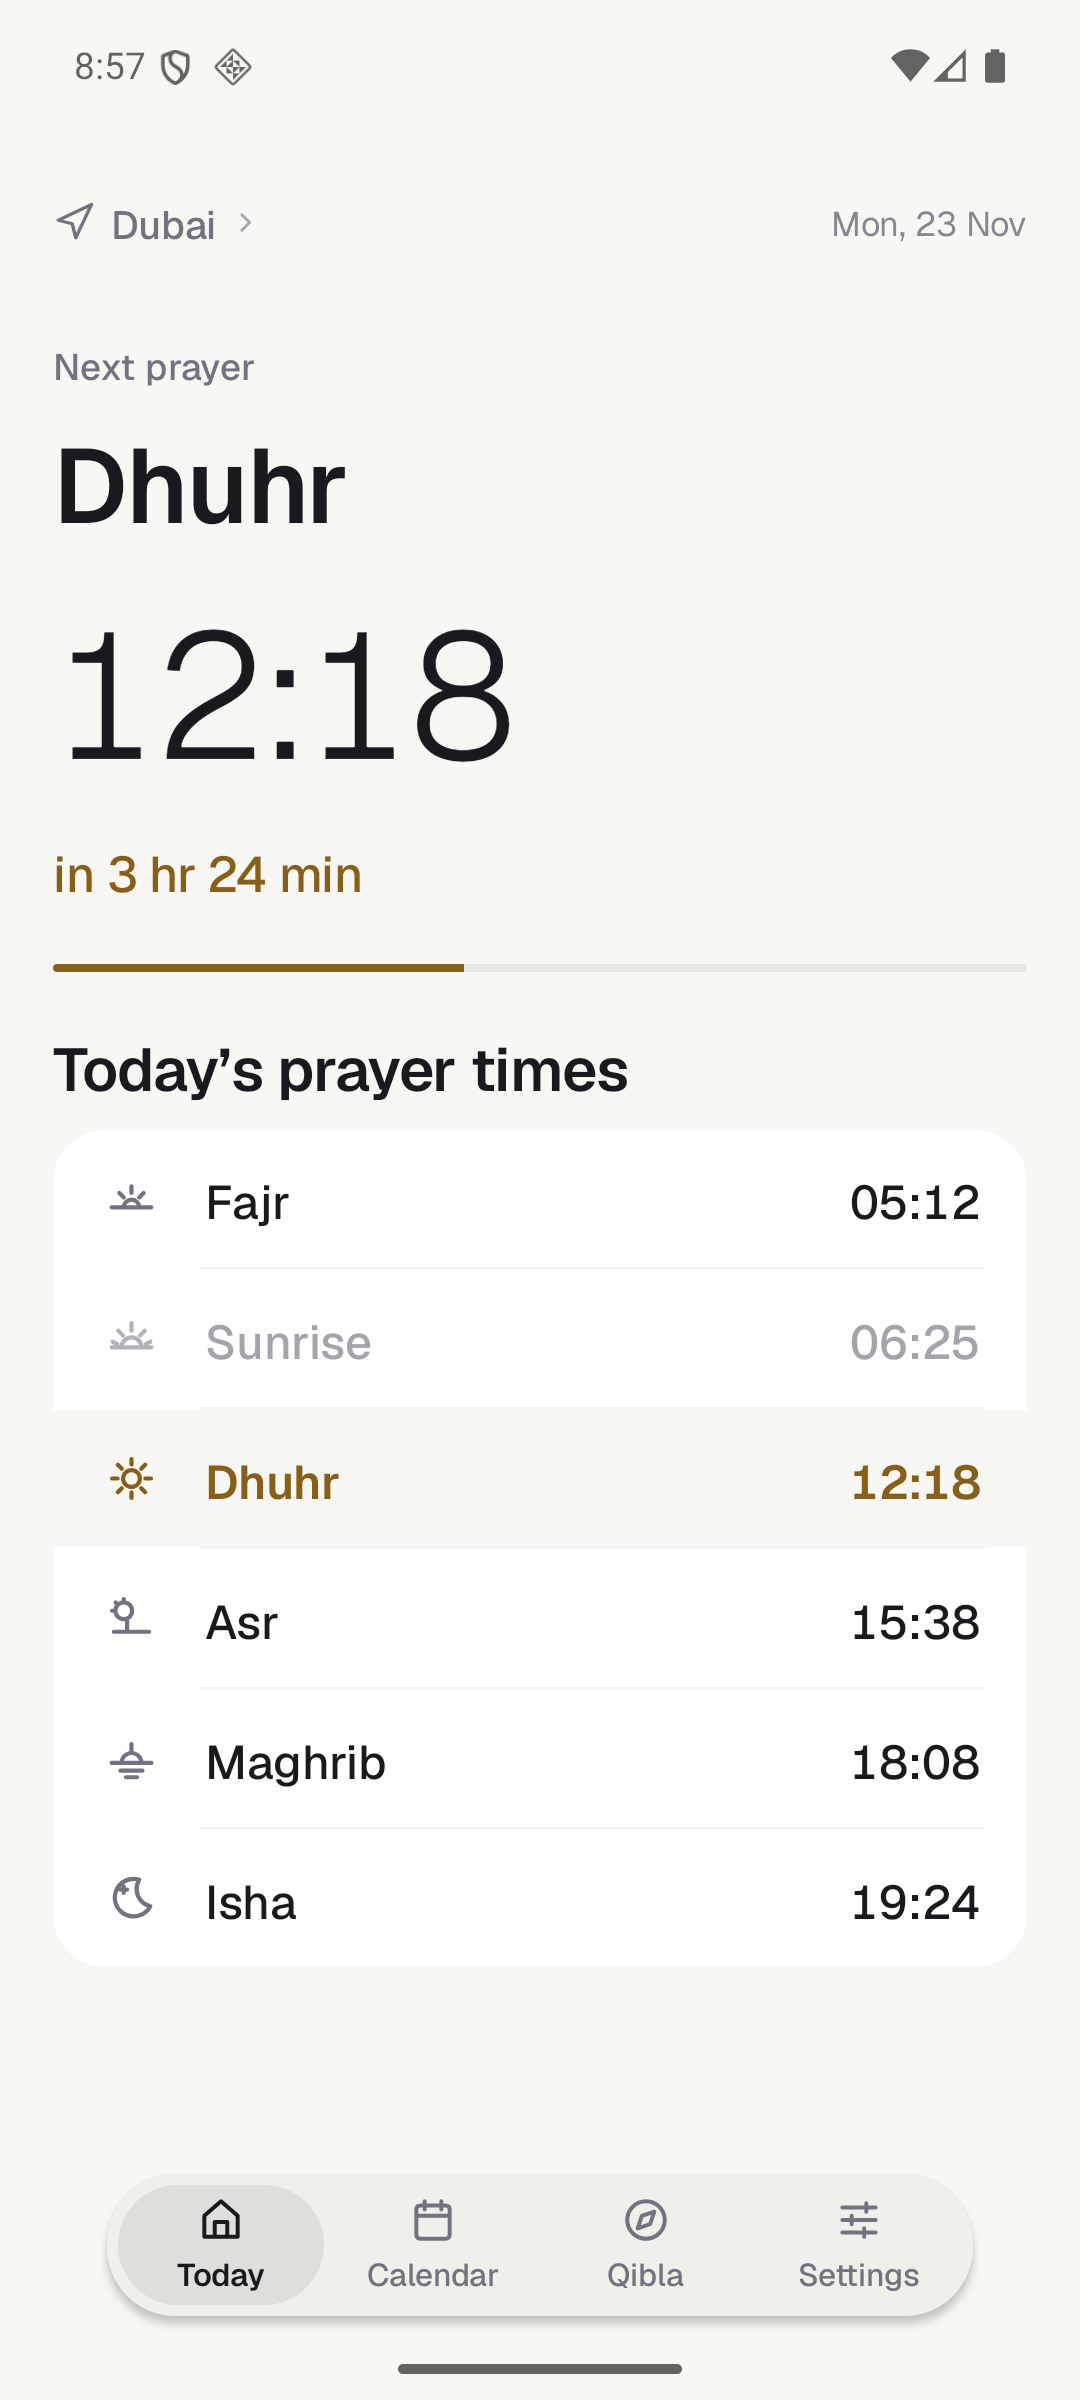 8:57
Dubai
Mon, 23 Nov
Next prayer
Dhuhr
12:18
in 3 hr 24 min
Today’s prayer times
Fajr 05:12
Sunrise 06:25
Dhuhr 12:18
Asr 15:38
Maghrib 18:08
Isha 19:24
Today Calendar Qibla Settings